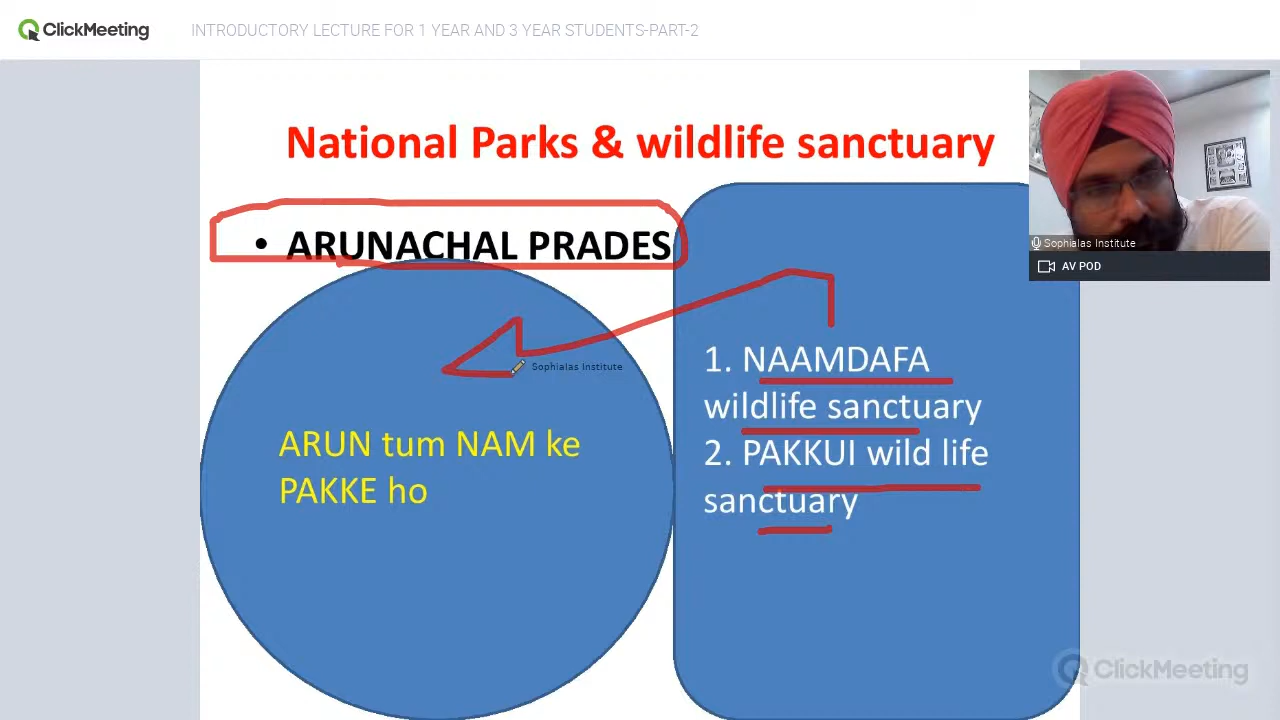 ClickMeeting
INTRODUCTORY LECTURE FOR 1 YEAR AND 3 YEAR STUDENTS-PART-2
National Parks & wildlife sanctuary
• ARUNACHAL PRADES
Sophialas Institute
AV POD
Sophialas Institute
ARUN tum NAM ke
PAKKE ho
1. NAAMDAFA
wildlife sanctuary
2. PAKKUI wild life
sanctuary
ClickMeeting